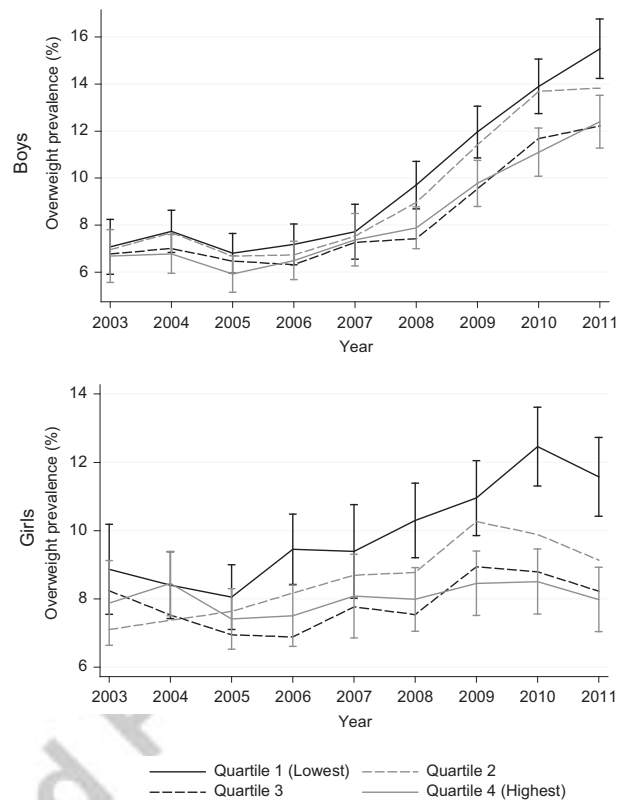 Boys
Overweight prevalence (%)
16
14
12
10
8
6
2003 2004 2005 2006 2007 2008 2009 2010 2011
Year
Girls
Overweight prevalence (%)
14
12
10
8
6
2003 2004 2005 2006 2007 2008 2009 2010 2011
Year
Quartile 1 (Lowest) Quartile 2
Quartile 3 Quartile 4 (Highest)